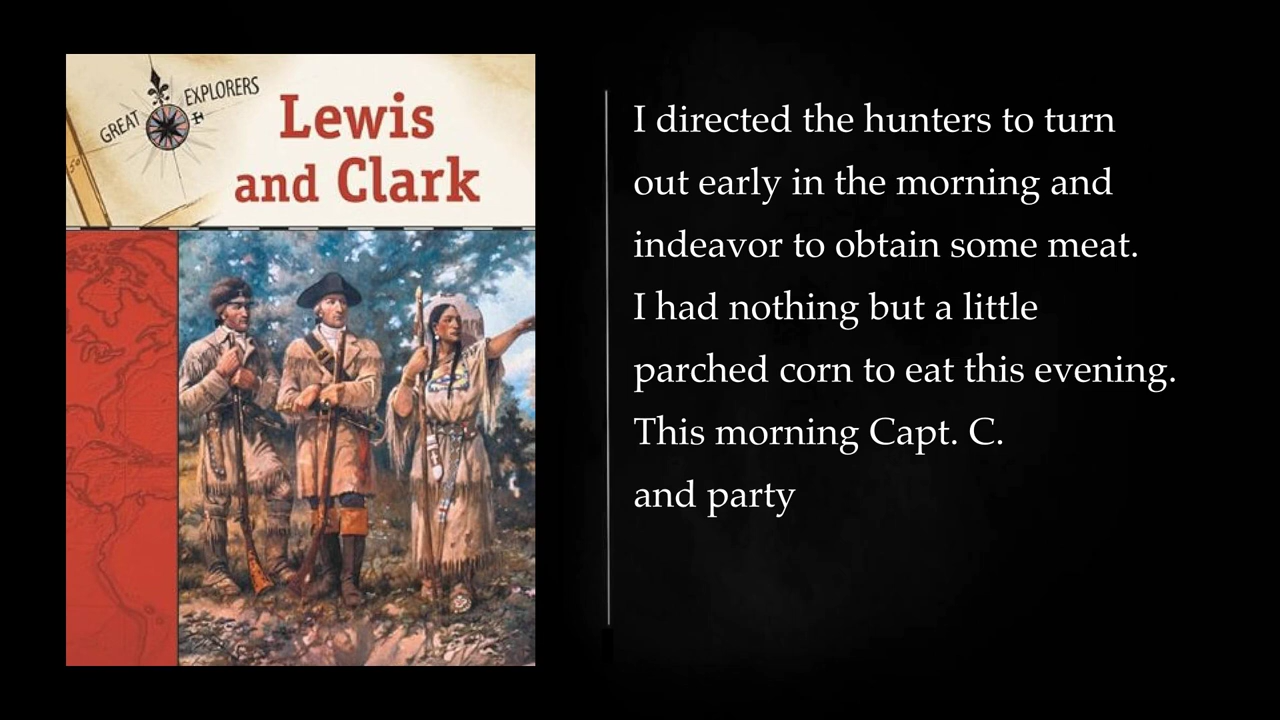 GREAT EXPLORERS
Lewis
and Clark
I directed the hunters to turn
out early in the morning and
indeavor to obtain some meat.
I had nothing but a little
parched corn to eat this evening.
This morning Capt. C.
and party